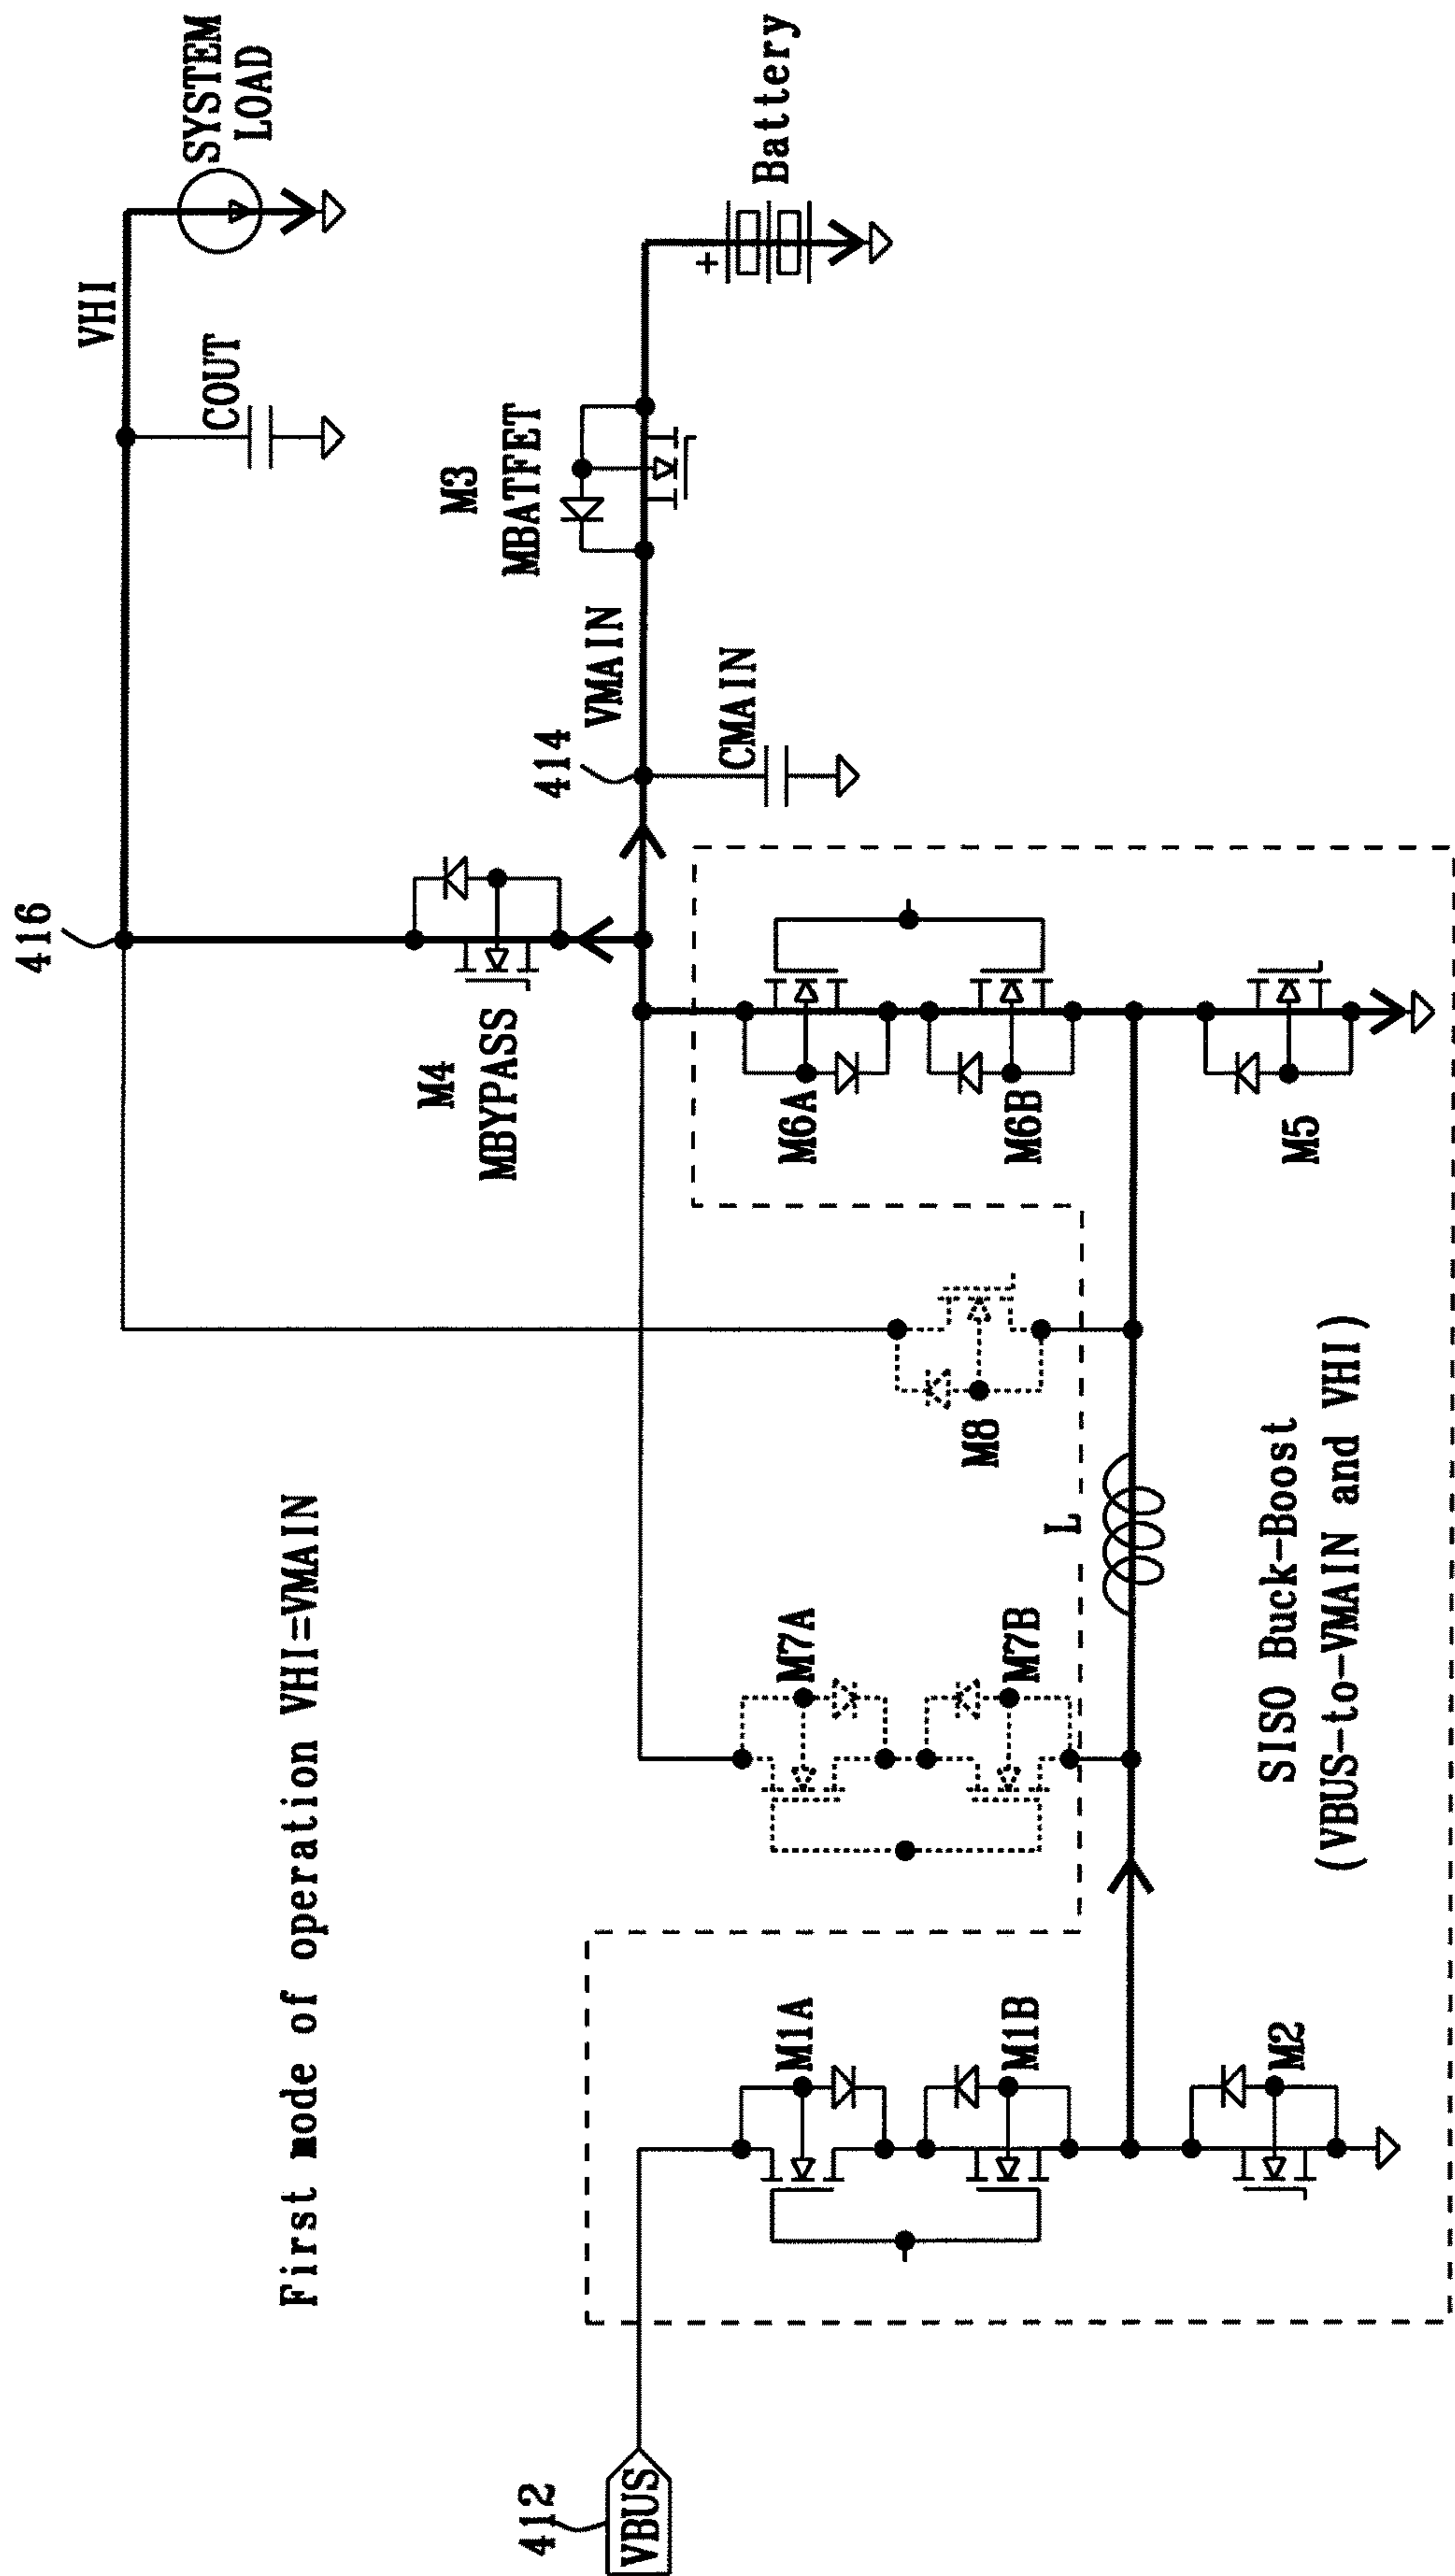 First mode of operation VHI=VMAIN
416
VHI
SYSTEM
LOAD
COUT
M4
MBYPASS
M3
MBATFET
414
VMAIN
CMAIN
+
Battery
412
VBUS
M1A
M1B
M2
M7A
M7B
L
M8
M6A
M6B
M5
SISO Buck-Boost
(VBUS-to-VMAIN and VHI)